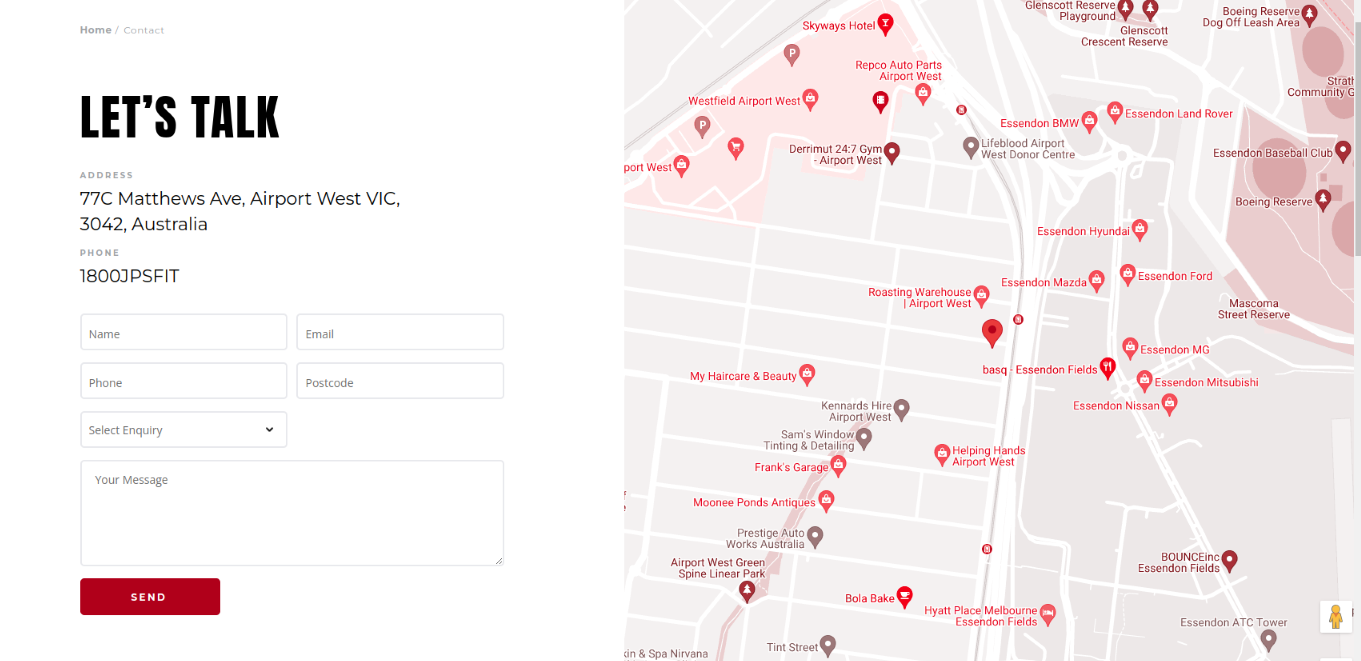 Home / Contact
LET’S TALK
ADDRESS
77C Matthews Ave, Airport West VIC,
3042, Australia
PHONE
1800JPSFIT
Name
Email
Phone
Postcode
Select Enquiry
Your Message
SEND
Glenscott Reserve
Playground
Glenscott
Crescent Reserve
Boeing Reserve
Dog Off Leash Area
Skyways Hotel
P
Repco Auto Parts
Airport West
Westfield Airport West
P
Essendon BMW
Essendon Land Rover
Derrimut 24:7 Gym
- Airport West
Lifeblood Airport
West Donor Centre
Essendon Baseball Club
port West
Boeing Reserve
Essendon Hyundai
Essendon Mazda
Essendon Ford
Roasting Warehouse
| Airport West
Mascoma
Street Reserve
Essendon MG
basq - Essendon Fields
My Haircare & Beauty
Essendon Mitsubishi
Essendon Nissan
Kennards Hire
Airport West
Sam's Window
Tinting & Detailing
Helping Hands
Airport West
Frank's Garage
Moonee Ponds Antiques
Prestige Auto
Works Australia
Airport West Green
Spine Linear Park
BOUNCEinc
Essendon Fields
Bola Bake
Hyatt Place Melbourne
Essendon Fields
Essendon ATC Tower
Tint Street
kin & Spa Nirvana
Strath
Community G